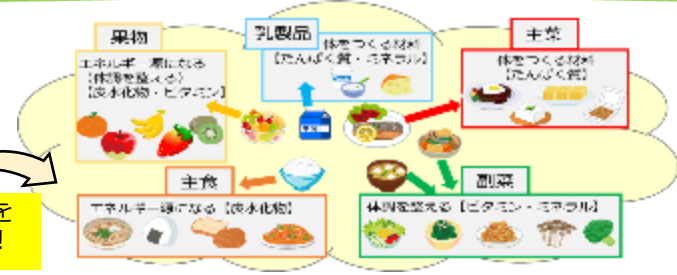 果物
エネルギー源になる
(体調を整える)
【炭水化物・ビタミン】
乳製品
体をつくる材料
【たんぱく質・ミネラル】
主菜
体をつくる材料
【たんぱく質】
主食
エネルギー源になる【炭水化物】
副菜
体調を整える【ビタミン・ミネラル】
を
!